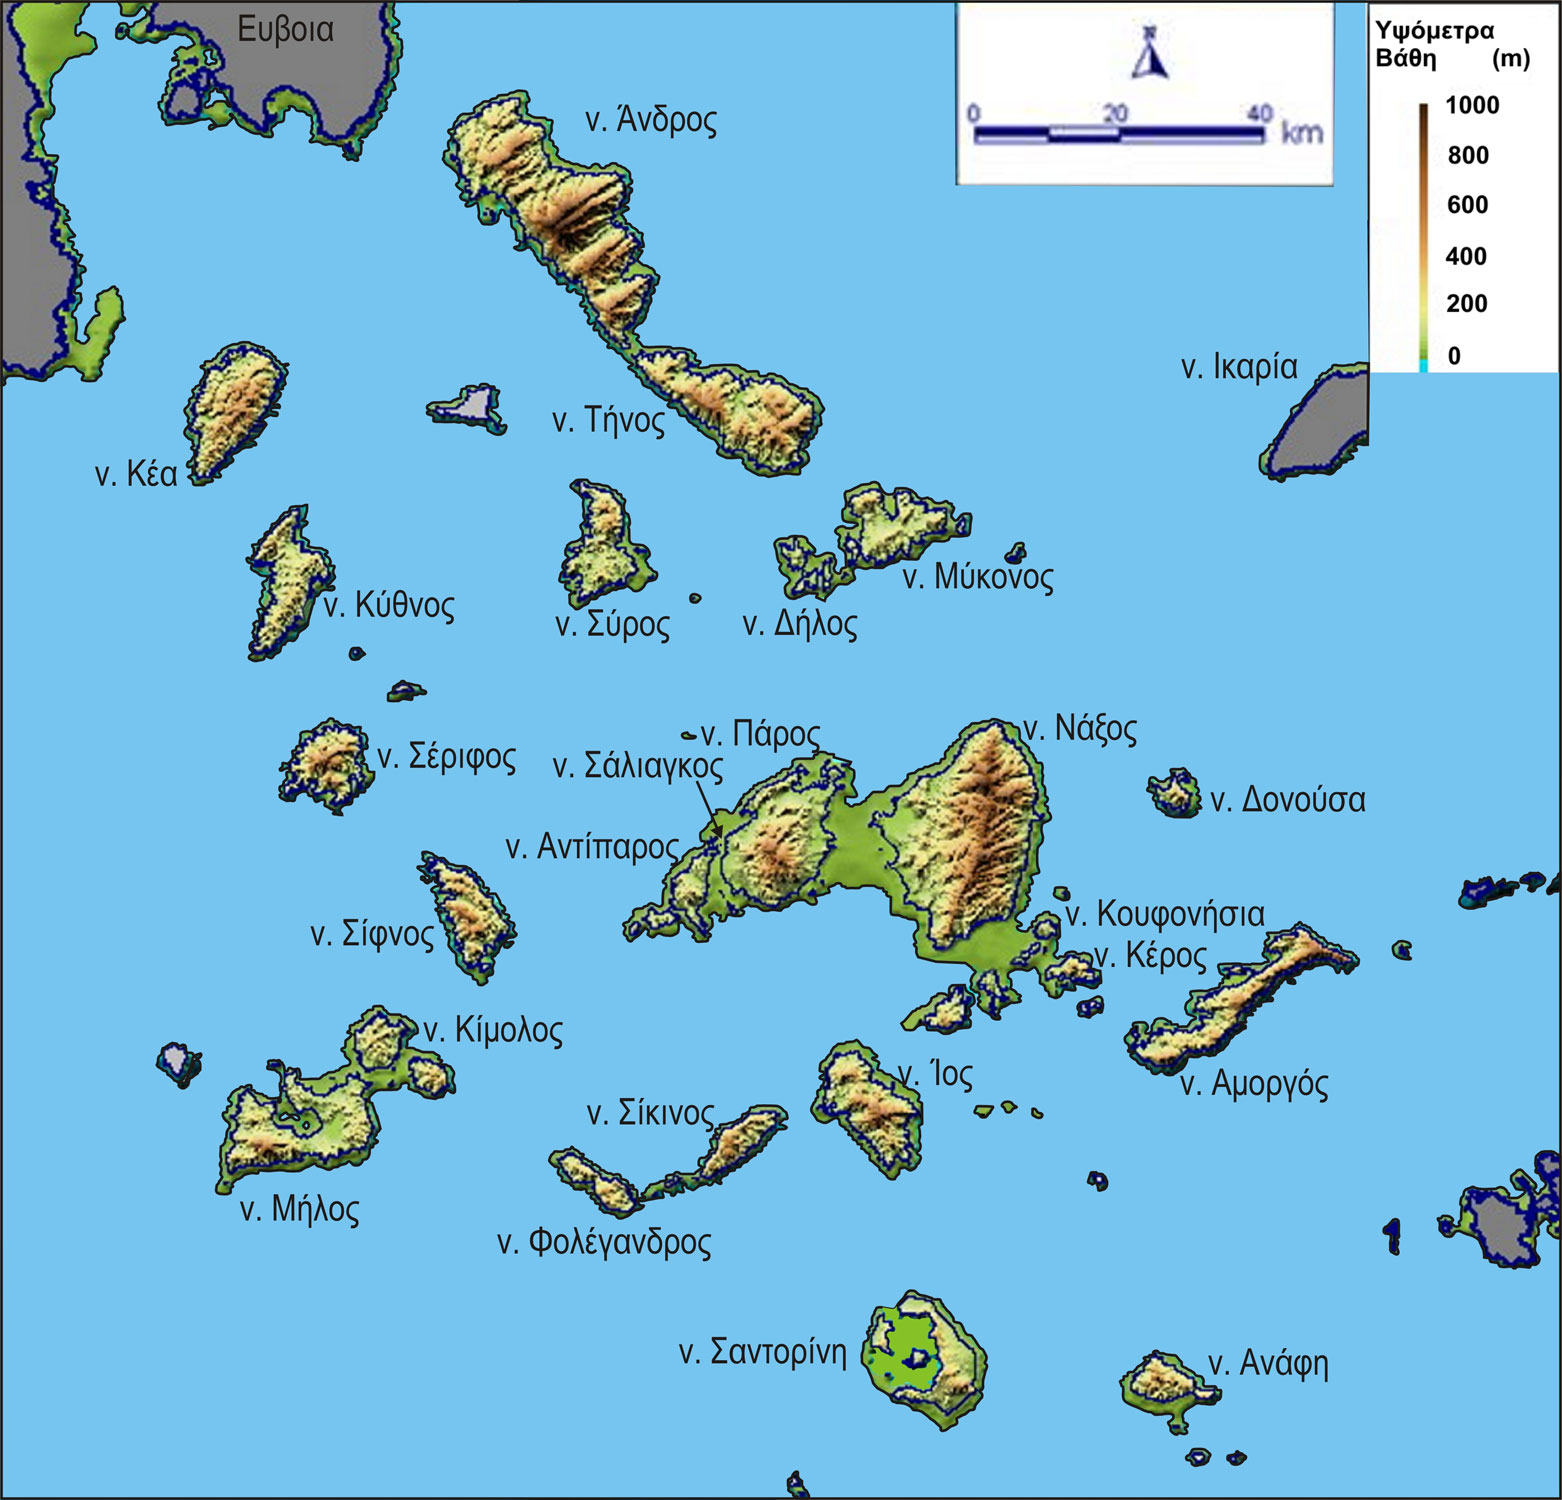 Ευβοια
ν. Άνδρος
N
0 20 40
km
Υψόμετρα
Βάθη (m)
1000
800
600
400
200
0
ν. Ικαρία
ν. Τήνος
ν. Κέα
ν. Κύθνος
ν. Σύρος
ν. Δήλος
ν. Μύκονος
ν. Σέριφος
ν. Πάρος
ν. Νάξος
ν. Σάλιαγκος
ν. Δονούσα
ν. Αντίπαρος
ν. Σίφνος
ν. Κουφονήσια
ν. Κέρος
ν. Κίμολος
ν. Ίος
ν. Αμοργός
ν. Σίκινος
ν. Μήλος
ν. Φολέγανδρος
ν. Σαντορίνη
ν. Ανάφη